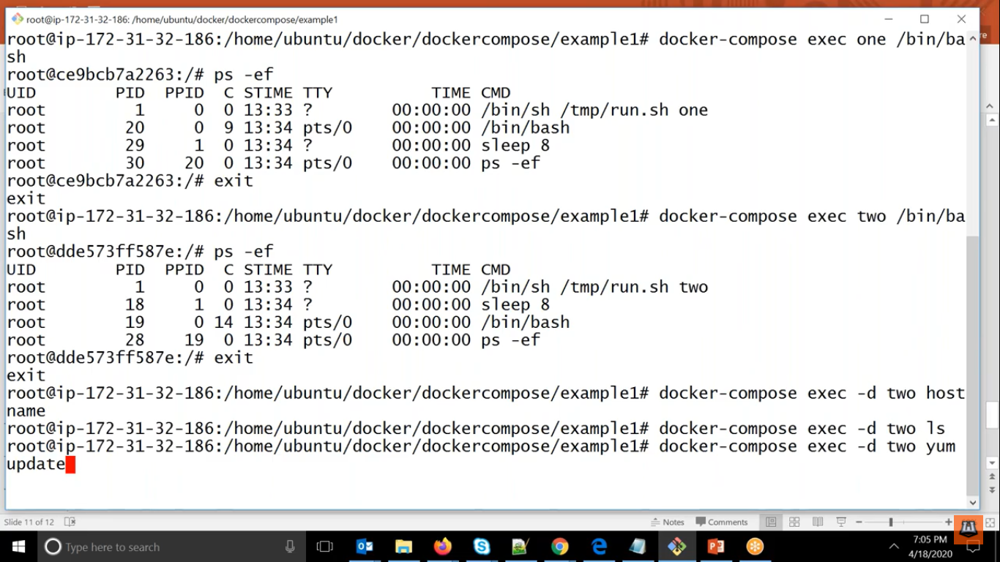 root@ip-172-31-32-186: /home/ubuntu/docker/dockercompose/example1
root@ip-172-31-32-186:/home/ubuntu/docker/dockercompose/example1# docker-compose exec one /bin/ba
sh
root@ce9bcb7a2263:/# ps -ef
UID        PID  PPID  C STIME TTY          TIME CMD
root         1     0  0 13:33 ?        00:00:00 /bin/sh /tmp/run.sh one
root        20     0  9 13:34 pts/0    00:00:00 /bin/bash
root        29     1  0 13:34 ?        00:00:00 sleep 8
root        30    20  0 13:34 pts/0    00:00:00 ps -ef
root@ce9bcb7a2263:/# exit
exit
root@ip-172-31-32-186:/home/ubuntu/docker/dockercompose/example1# docker-compose exec two /bin/ba
sh
root@dde573ff587e:/# ps -ef
UID        PID  PPID  C STIME TTY          TIME CMD
root         1     0  0 13:33 ?        00:00:00 /bin/sh /tmp/run.sh two
root        18     1  0 13:34 ?        00:00:00 sleep 8
root        19     0 14 13:34 pts/0    00:00:00 /bin/bash
root        28    19  0 13:34 pts/0    00:00:00 ps -ef
root@dde573ff587e:/# exit
exit
root@ip-172-31-32-186:/home/ubuntu/docker/dockercompose/example1# docker-compose exec -d two host
name
root@ip-172-31-32-186:/home/ubuntu/docker/dockercompose/example1# docker-compose exec -d two ls
root@ip-172-31-32-186:/home/ubuntu/docker/dockercompose/example1# docker-compose exec -d two yum
update
Slide 11 of 12
Notes
Comments
Type here to search
7:05 PM
4/18/2020